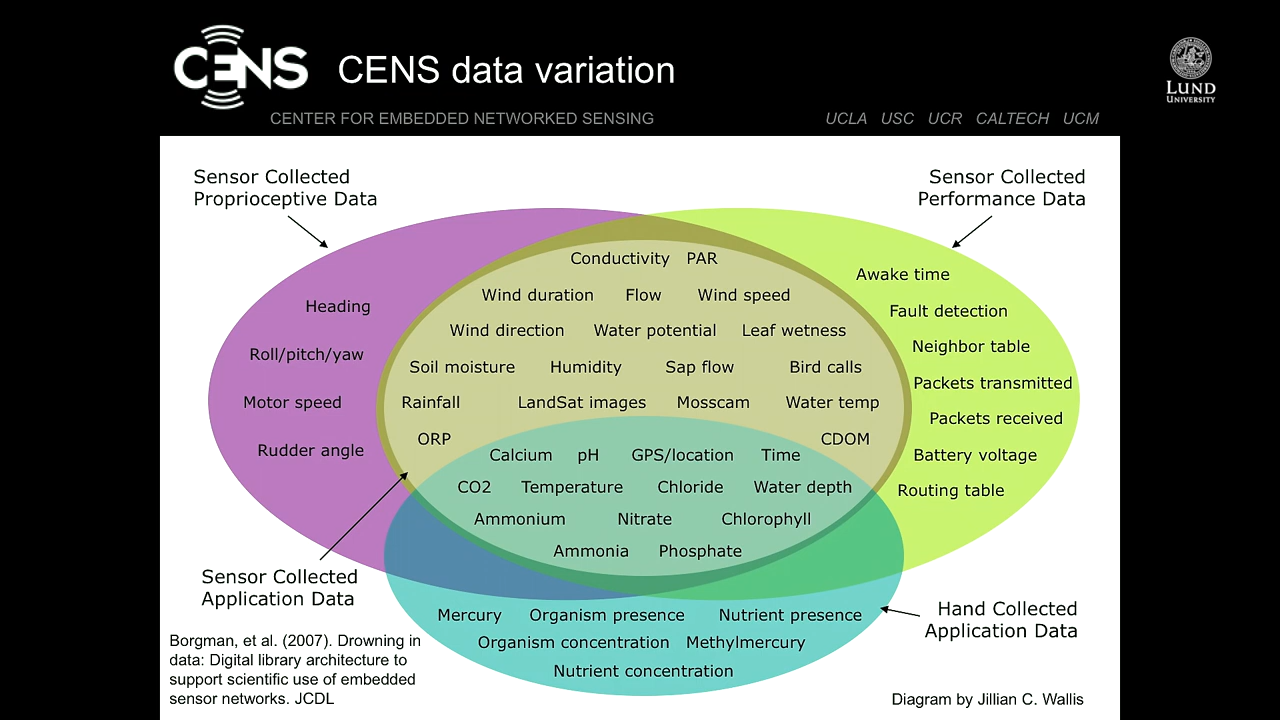 CENS
CENS data variation
LUND
UNIVERSITY
CENTER FOR EMBEDDED NETWORKED SENSING
UCLA USC UCR CALTECH UCM
Sensor Collected
Proprioceptive Data
Sensor Collected
Performance Data
Conductivity PAR
Awake time
Wind duration Flow Wind speed
Heading
Fault detection
Wind direction Water potential Leaf wetness
Neighbor table
Roll/pitch/yaw
Soil moisture Humidity Sap flow Bird calls
Packets transmitted
Motor speed
Rainfall LandSat images Mosscam Water temp
Packets received
Rudder angle
ORP CDOM
Calcium pH GPS/location Time
Battery voltage
CO2 Temperature Chloride Water depth
Routing table
Ammonium Nitrate Chlorophyll
Ammonia Phosphate
Sensor Collected
Application Data
Mercury Organism presence Nutrient presence
Hand Collected
Application Data
Organism concentration Methylmercury
Nutrient concentration
Borgman, et al. (2007). Drowning in
data: Digital library architecture to
support scientific use of embedded
sensor networks. JCDL
Diagram by Jillian C. Wallis